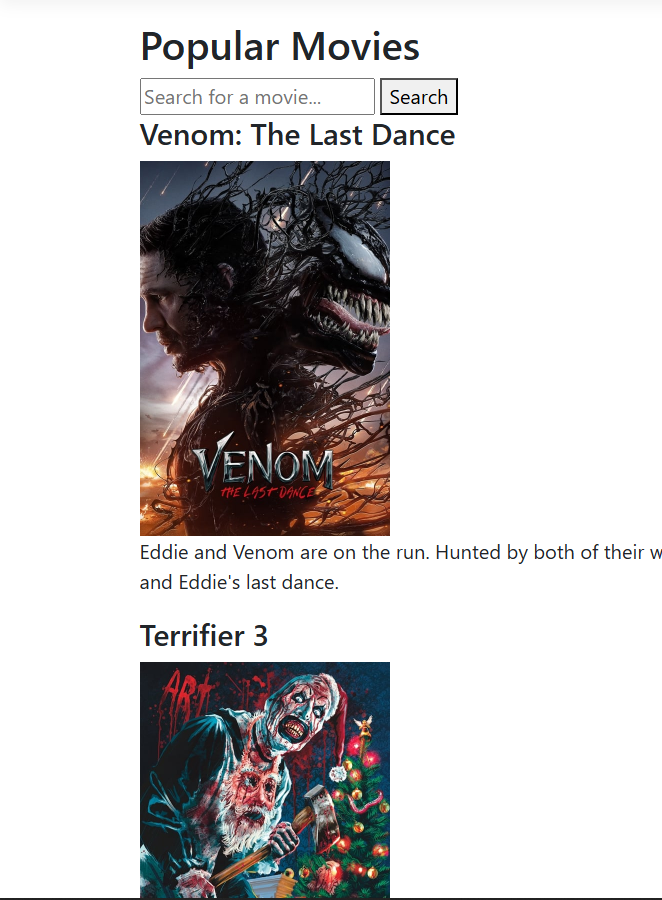 Popular Movies
Search for a movie... Search
Venom: The Last Dance
VENOM
THE LAST DANCE
Eddie and Venom are on the run. Hunted by both of their w
and Eddie's last dance.
Terrifier 3
ART